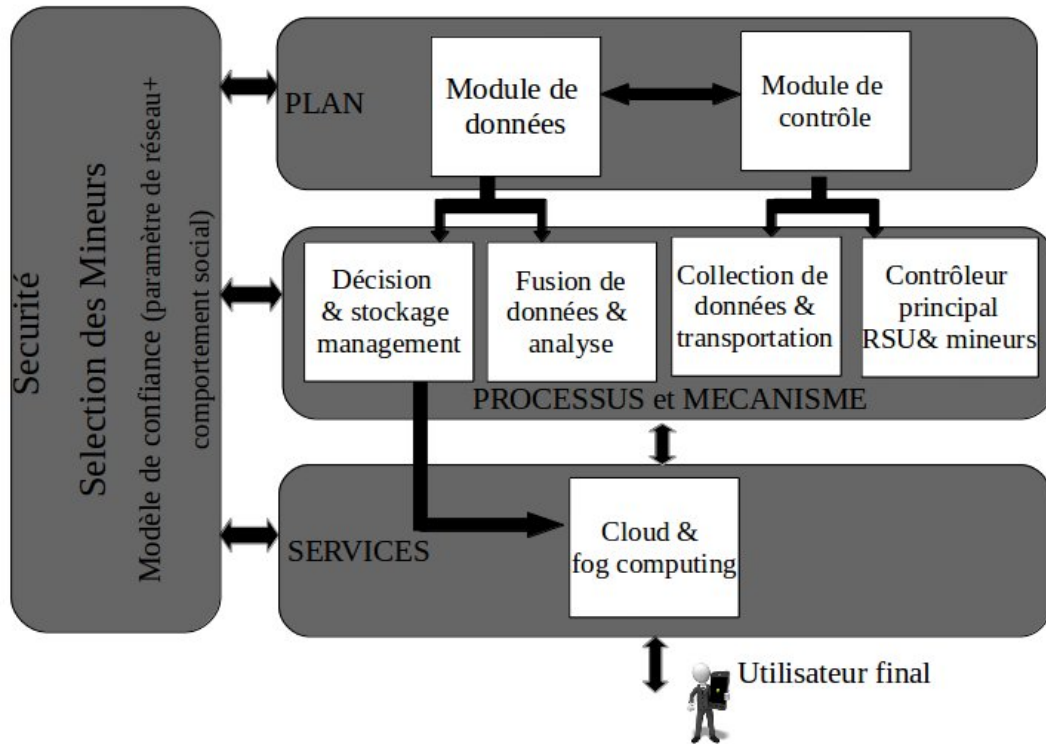 Securité
Selection des Mineurs
Modèle de confiance (paramètre de réseau+
comportement social)
PLAN
Module de
données
Module de
contrôle
Décision
& stockage
management
Fusion de
données &
analyse
Collection de
données &
transportation
Contrôleur
principal
RSU& mineurs
PROCESSUS et MECANISME
SERVICES
Cloud &
fog computing
Utilisateur final